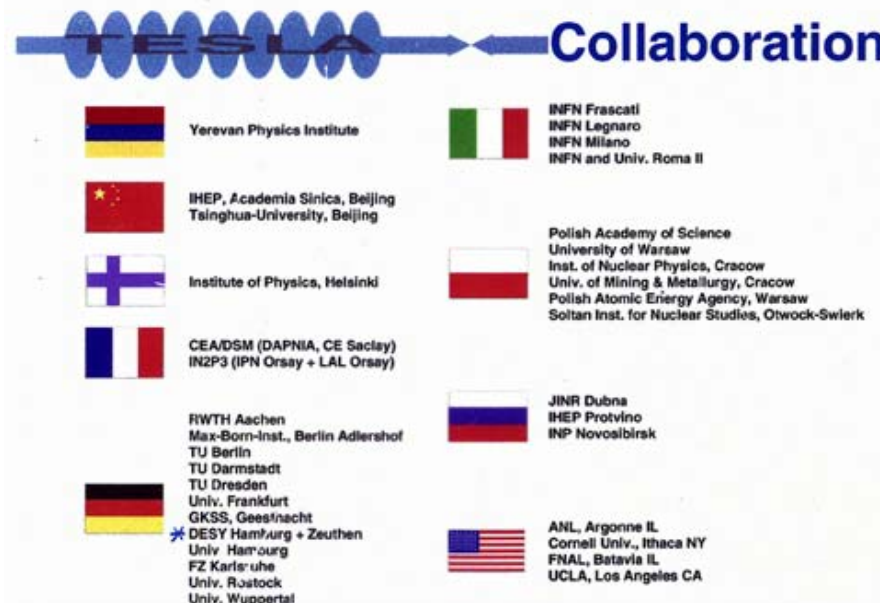 TESLA Collaboration
Yerevan Physics Institute
IHEP, Academia Sinica, Beijing
Tsinghua-University, Beijing
Institute of Physics, Helsinki
CEA/DSM (DAPNIA, CE Saclay)
IN2P3 (IPN Orsay + LAL Orsay)
RWTH Aachen
Max-Born-Inst., Berlin Adlershof
TU Berlin
TU Darmstadt
TU Dresden
Univ. Frankfurt
GKSS, Geesthacht
* DESY Hamburg + Zeuthen
Univ Hamburg
FZ Karlsruhe
Univ. Rostock
Univ. Wuppertal
INFN Frascati
INFN Legnaro
INFN Milano
INFN and Univ. Roma II
Polish Academy of Science
University of Warsaw
Inst. of Nuclear Physics, Cracow
Univ. of Mining & Metallurgy, Cracow
Polish Atomic Energy Agency, Warsaw
Soltan Inst. for Nuclear Studies, Otwock-Swierk
JINR Dubna
IHEP Protvino
INP Novosibirsk
ANL, Argonne IL
Cornell Univ., Ithaca NY
FNAL, Batavia IL
UCLA, Los Angeles CA